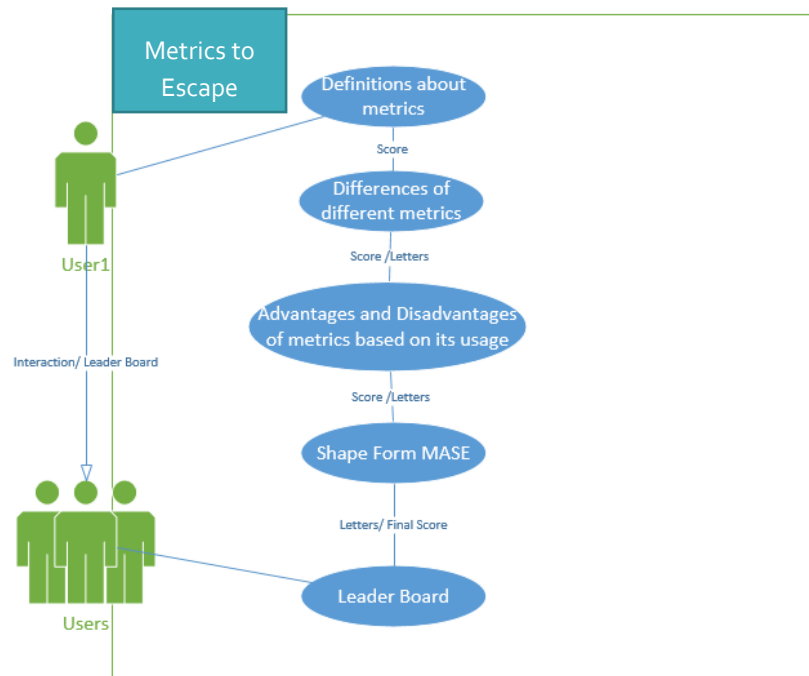 Metrics to
Escape
Definitions about
metrics
Score
Differences of
different metrics
User1
Score /Letters
Advantages and Disadvantages
of metrics based on its usage
Interaction/ Leader Board
Score /Letters
Shape Form MASE
Letters/ Final Score
Leader Board
Users